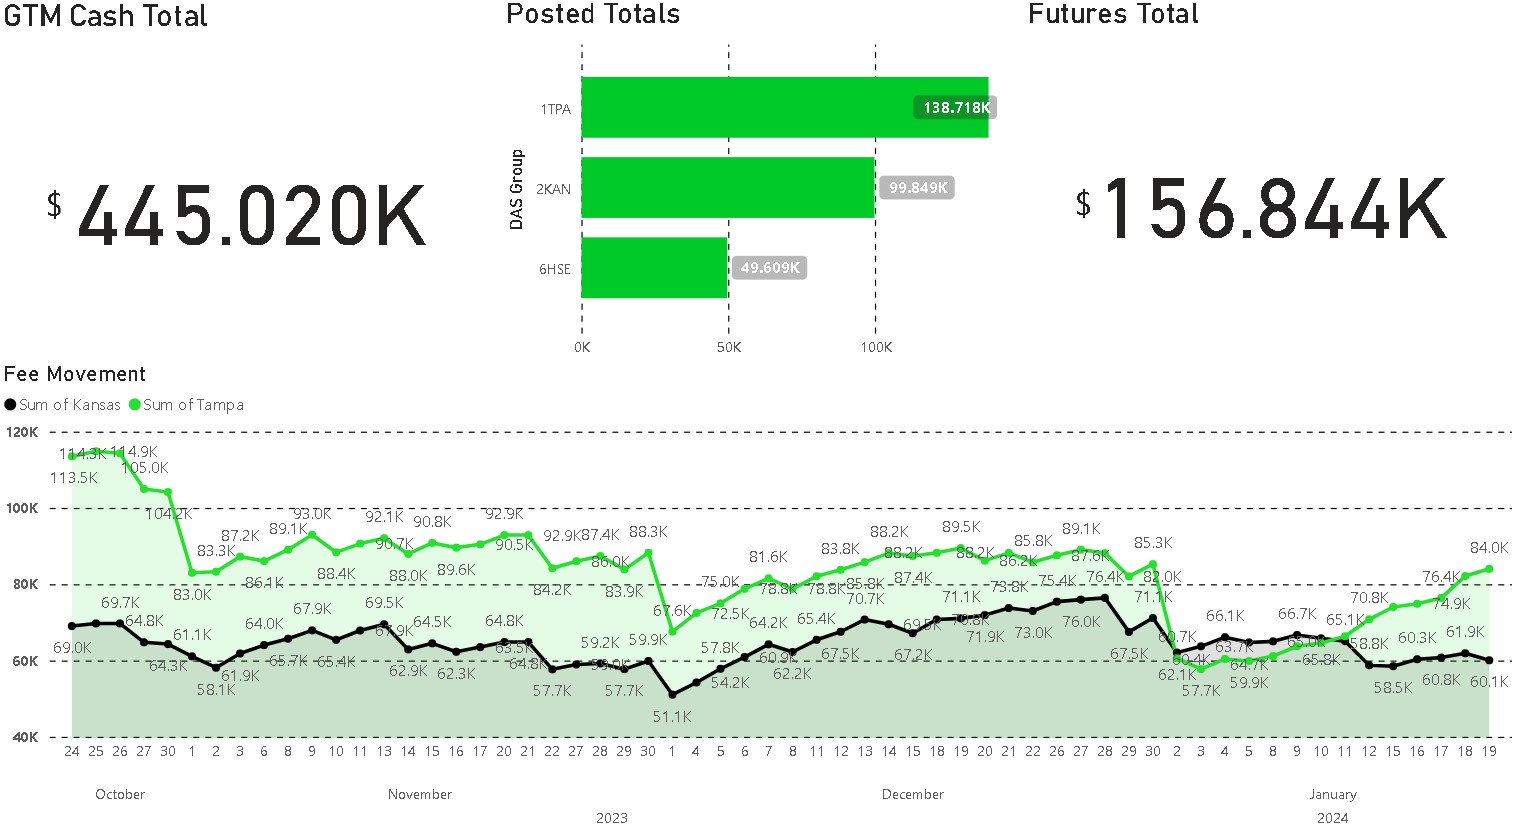 GTM Cash Total
$ 445.020K
Posted Totals
DAS Group
1TPA 138.718K
2KAN 99.849K
6HSE 49.609K
0K 50K 100K
Futures Total
$ 156.844K
Fee Movement
Sum of Kansas Sum of Tampa
120K
100K
80K
60K
40K
113.5K 114.3K 114.9K 105.0K 104.2K 83.0K 83.3K 87.2K 86.1K 89.1K 93.0K 88.4K 92.1K 90.7K 88.0K 90.8K 89.6K 92.9K 90.5K 92.9K 84.2K 87.4K 86.0K 83.9K 88.3K 67.6K 75.0K 72.5K 81.6K 78.8K 78.8K 83.8K 85.8K 88.2K 88.2K 87.4K 89.5K 88.2K 86.2K 85.8K 89.1K 87.6K 82.0K 85.3K 60.7K 57.7K 60.4K 59.9K 65.1K 70.8K 74.9K 76.4K 84.0K
69.0K 69.7K 64.8K 64.3K 61.1K 58.1K 61.9K 64.0K 65.7K 67.9K 65.4K 69.5K 67.9K 62.9K 64.5K 62.3K 64.8K 63.5K 64.8K 57.7K 59.2K 57.7K 59.9K 51.1K 57.8K 54.2K 64.2K 60.9K 62.2K 65.4K 67.5K 70.7K 67.2K 71.1K 70.8K 71.9K 73.8K 73.0K 75.4K 76.0K 76.4K 67.5K 71.1K 62.1K 63.7K 66.1K 64.7K 66.7K 65.8K 58.8K 58.5K 60.3K 60.8K 61.9K 60.1K
24 25 26 27 30 1 2 3 6 8 9 10 13 14 15 16 17 20 21 22 27 28 29 30 1 4 5 6 7 8 11 12 13 14 15 18 19 20 21 22 26 27 28 29 30 2 3 4 5 8 9 10 11 12 15 16 17 18 19
October November December January
2023 2024